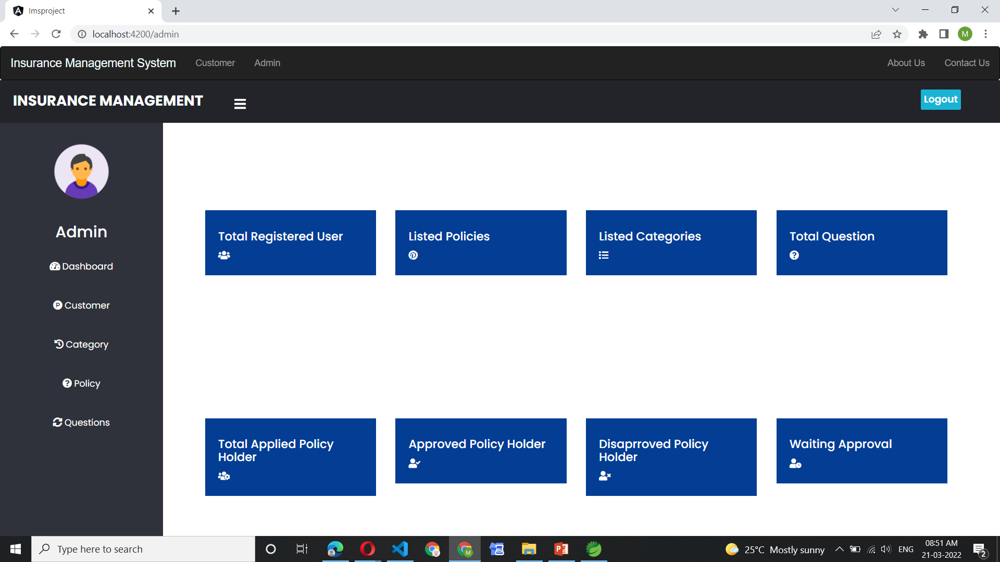 Imsproject
localhost:4200/admin
M
Insurance Management System Customer Admin About Us Contact Us
INSURANCE MANAGEMENT Logout
Admin
Dashboard
Customer
Category
Policy
Questions
Total Registered User
Listed Policies
Listed Categories
Total Question
Total Applied Policy
Holder
Approved Policy Holder
Disaprroved Policy
Holder
Waiting Approval
Type here to search
25°C Mostly sunny
ENG
08:51 AM
21-03-2022
2